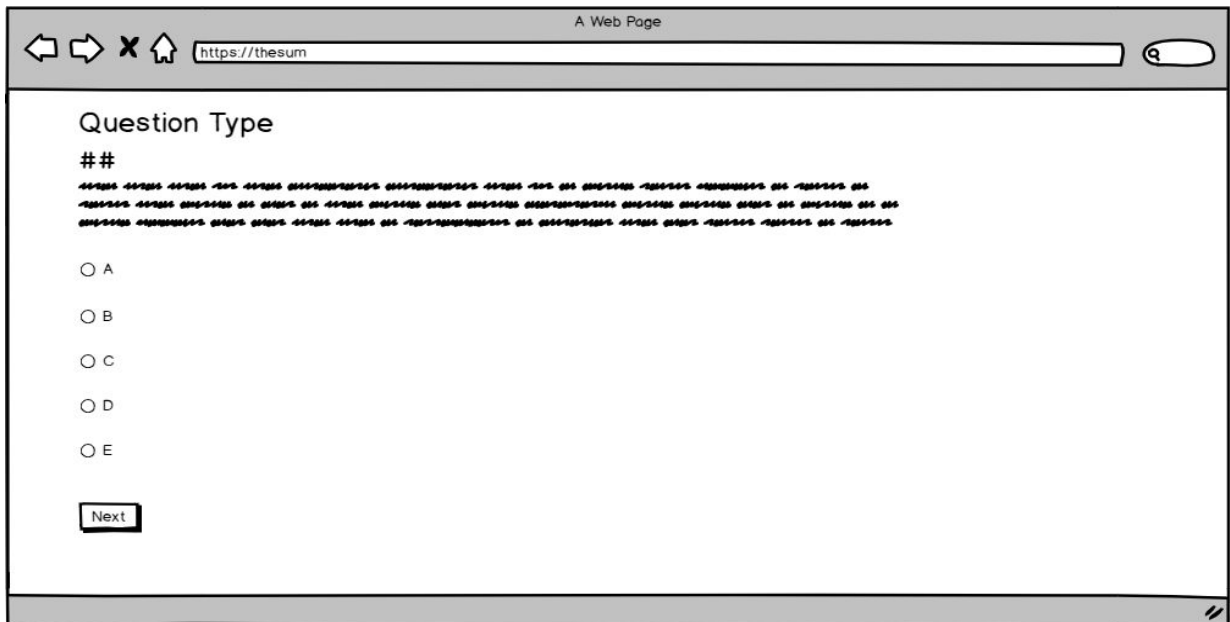 A Web Page
https://thesum
Question Type
##
A
B
C
D
E
Next